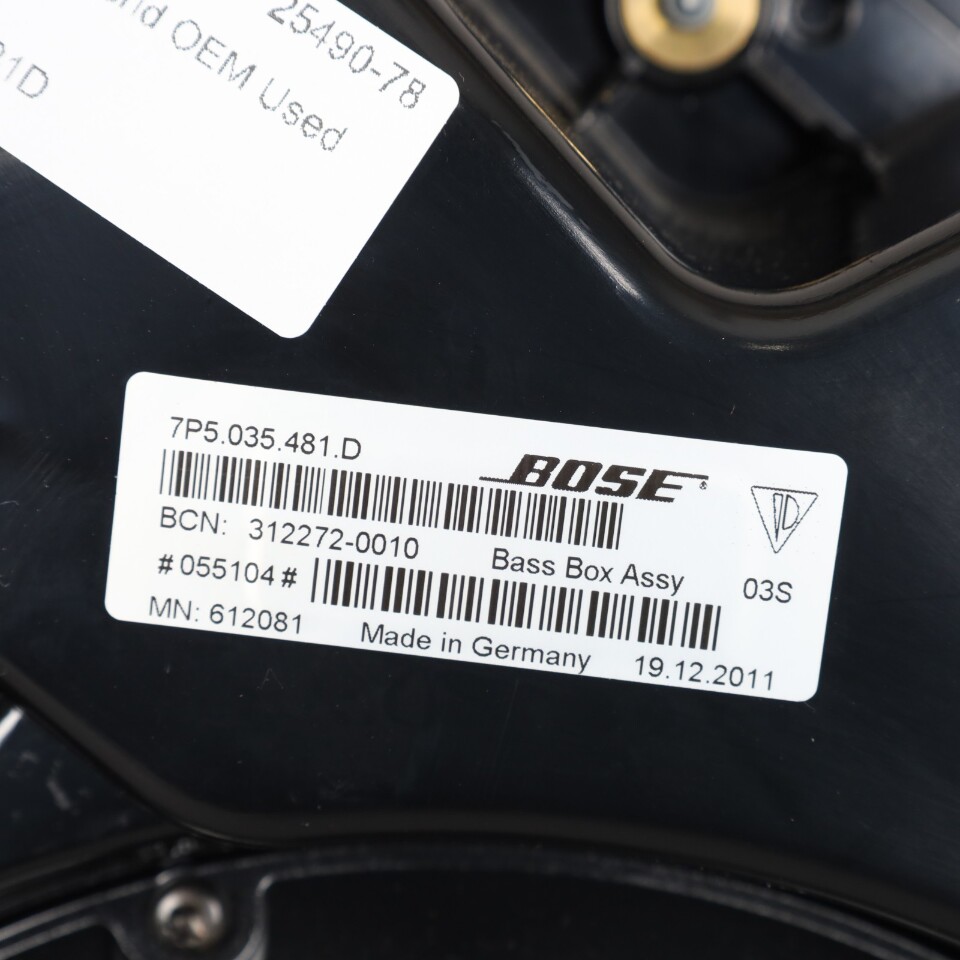 25490-78
OEM Used
7P5.035.481.D
BOSE®
BCN: 312272-0010
Bass Box Assy
03S
#055104#
MN: 612081
Made in Germany
19.12.2011